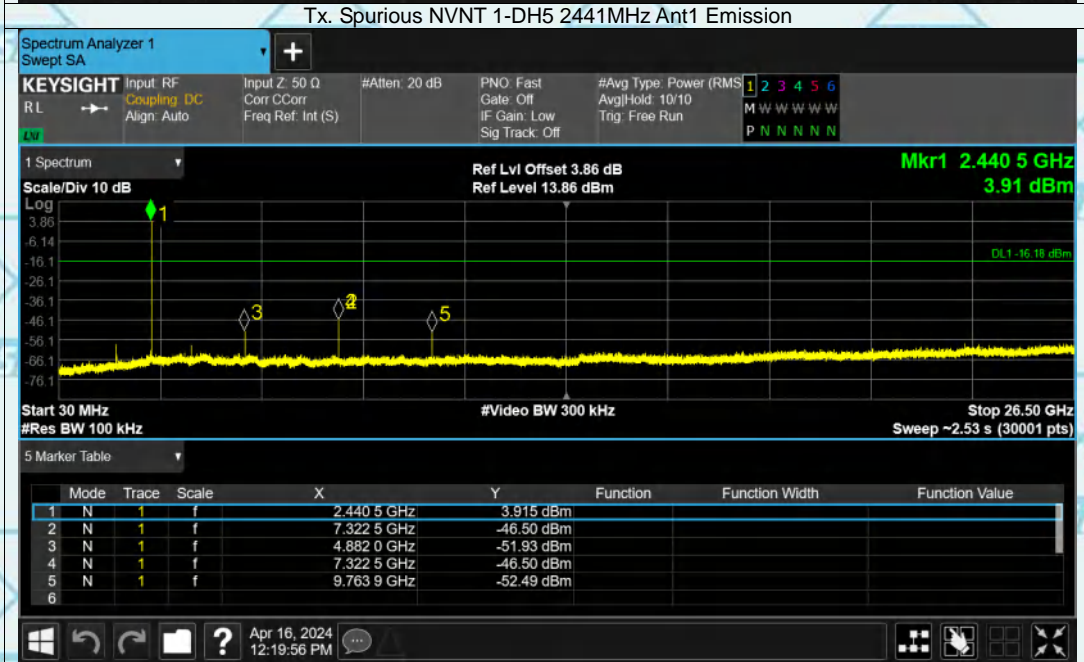 Tx. Spurious NVNT 1-DH5 2441MHz Ant1 Emission
Spectrum Analyzer 1
Swept SA
+
KEYSIGHT
RL
LXI
Input: RF
Coupling: DC
Align: Auto
Input Z: 50 Ω
Corr CCorr
Freq Ref: Int (S)
#Atten: 20 dB
PNO: Fast
Gate: Off
IF Gain: Low
Sig Track: Off
#Avg Type: Power (RMS
Avg|Hold: 10/10
Trig: Free Run
1 2 3 4 5 6
M W W W W W
P N N N N N
1 Spectrum
Scale/Div 10 dB
Ref Lvl Offset 3.86 dB
Ref Level 13.86 dBm
Mkr1 2.440 5 GHz
3.91 dBm
Log
3.86
-6.14
-16.1
-26.1
-36.1
-46.1
-56.1
-66.1
-76.1
1
3
5
DL1 -16.18 dBm
Start 30 MHz
#Res BW 100 kHz
#Video BW 300 kHz
Stop 26.50 GHz
Sweep ~2.53 s (30001 pts)
5 Marker Table
Mode Trace Scale X Y Function Function Width Function Value
1 N 1 f 2.440 5 GHz 3.915 dBm
2 N 1 f 7.322 5 GHz -46.50 dBm
3 N 1 f 4.882 0 GHz -51.93 dBm
4 N 1 f 7.322 5 GHz -46.50 dBm
5 N 1 f 9.763 9 GHz -52.49 dBm
6
?
Apr 16, 2024
12:19:56 PM